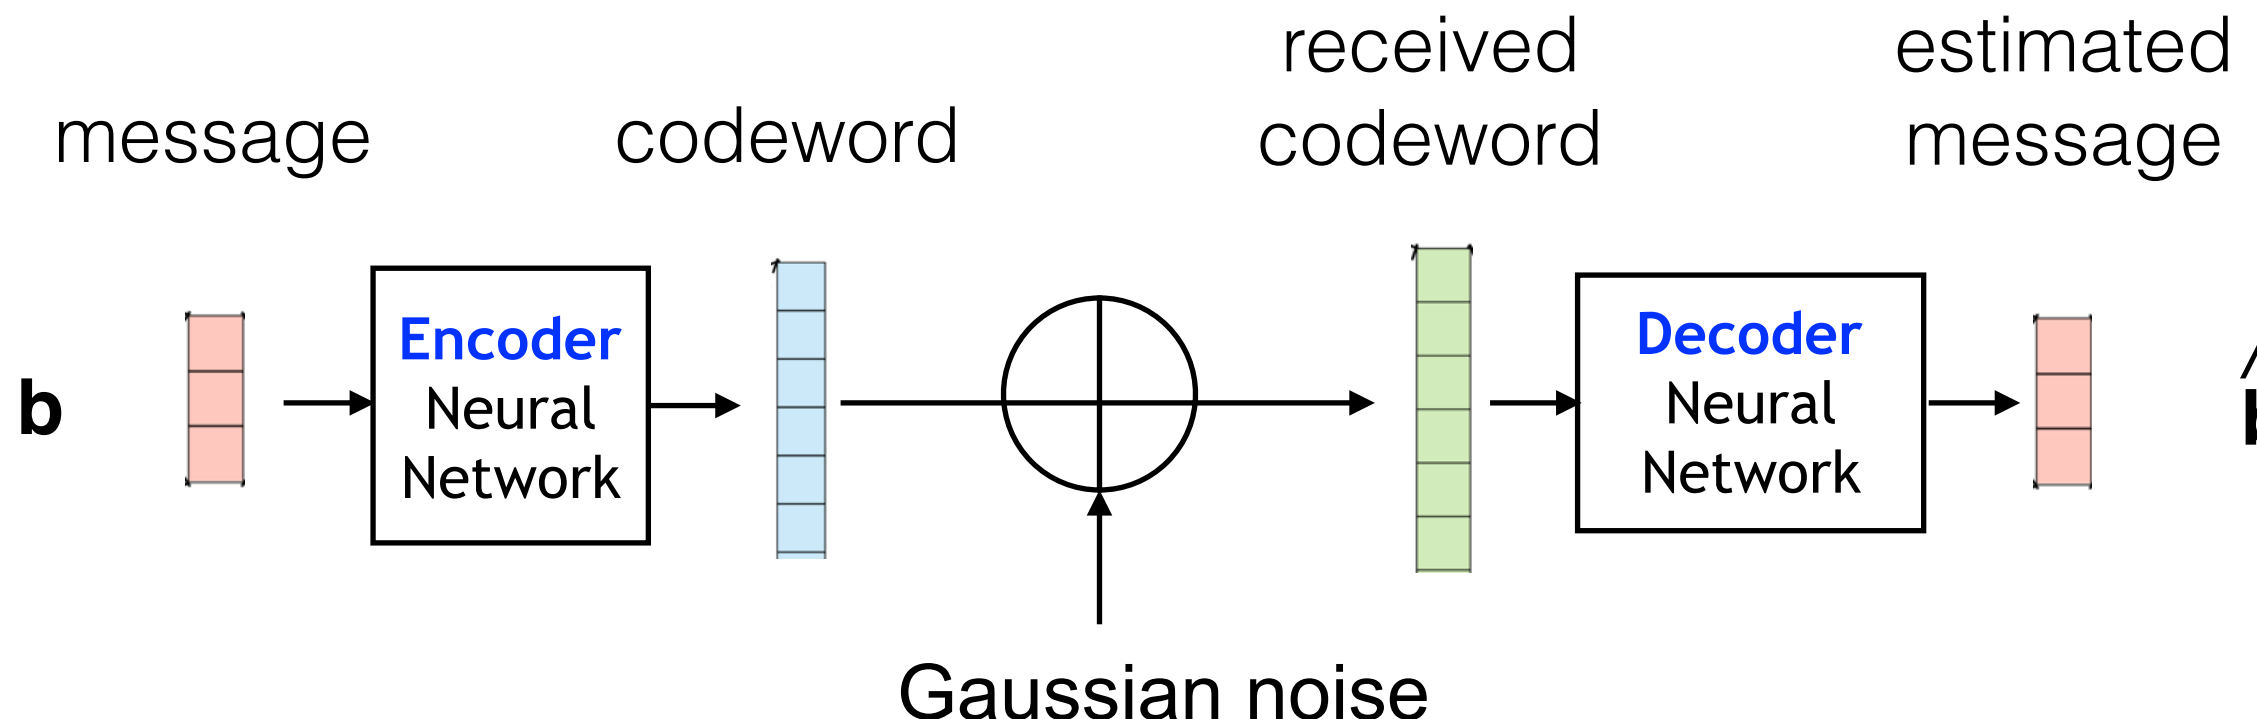 message
codeword
received
codeword
estimated
message
b
Encoder
Neural
Network
Decoder
Neural
Network
Gaussian noise